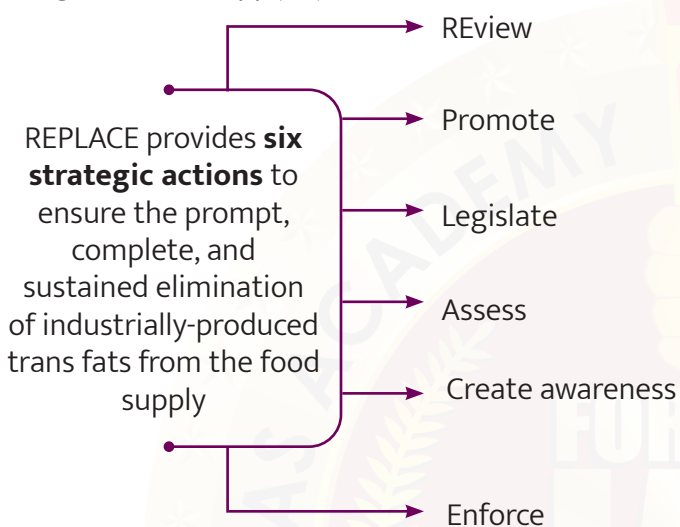 REview
REPLACE provides six
strategic actions to
ensure the prompt,
complete, and
sustained elimination
of industrially-produced
trans fats from the food
supply
Promote
Legislate
Assess
Create awareness
Enforce
ACADEMY